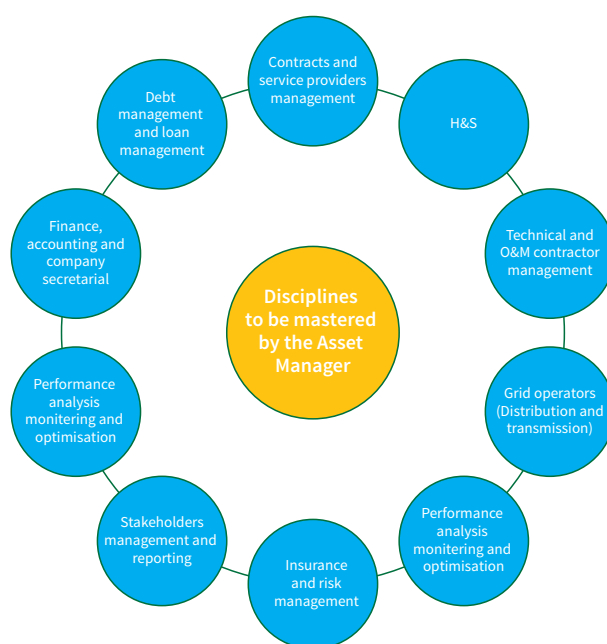 Contracts and
service providers
management
H&S
Technical and
O&M contractor
management
Grid operators
(Distribution and
transmission)
Performance
analysis
monitering and
optimisation
Insurance
and risk
management
Stakeholders
management and
reporting
Performance
analysis
monitering and
optimisation
Finance,
accounting and
company
secretarial
Debt
management
and loan
management
Disciplines
to be mastered
by the Asset
Manager